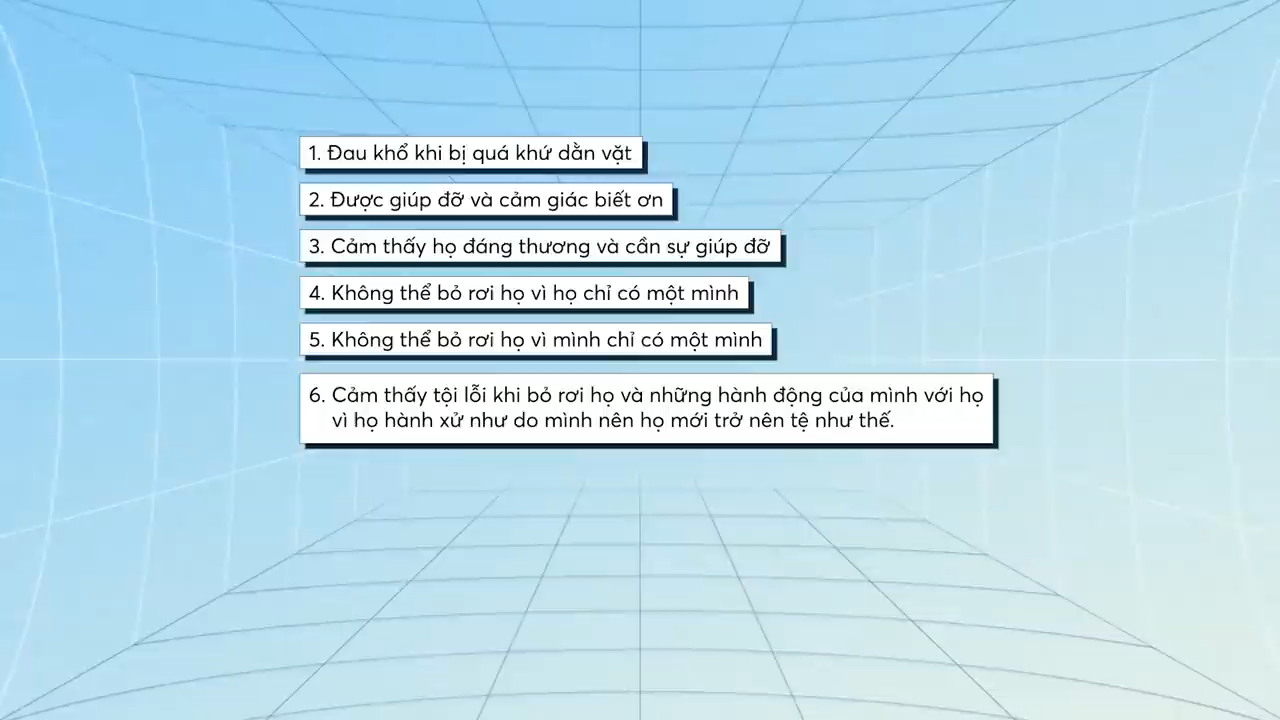 1. Đau khổ khi bị quá khứ dằn vặt
2. Được giúp đỡ và cảm giác biết ơn
3. Cảm thấy họ đáng thương và cần sự giúp đỡ
4. Không thể bỏ rơi họ vì họ chỉ có một mình
5. Không thể bỏ rơi họ vì mình chỉ có một mình
6. Cảm thấy tội lỗi khi bỏ rơi họ và những hành động của mình với họ
vì họ hành xử như do mình nên họ mới trở nên tệ như thế.